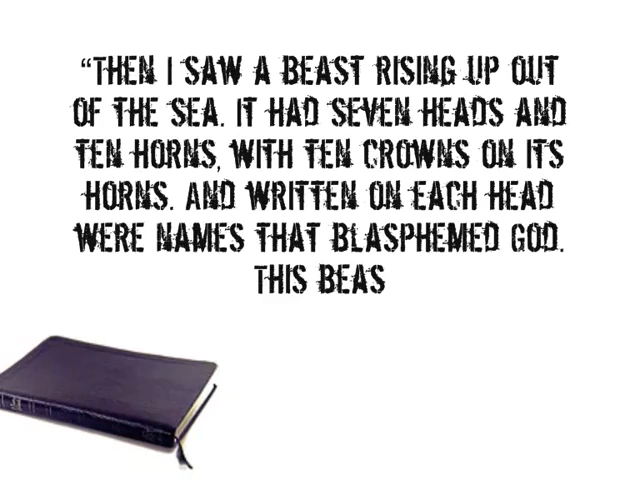 “THEN I SAW A BEAST RISING UP OUT
OF THE SEA. IT HAD SEVEN HEADS AND
TEN HORNS, WITH TEN CROWNS ON ITS
HORNS. AND WRITTEN ON EACH HEAD
WERE NAMES THAT BLASPHEMED GOD.
THIS BEAS